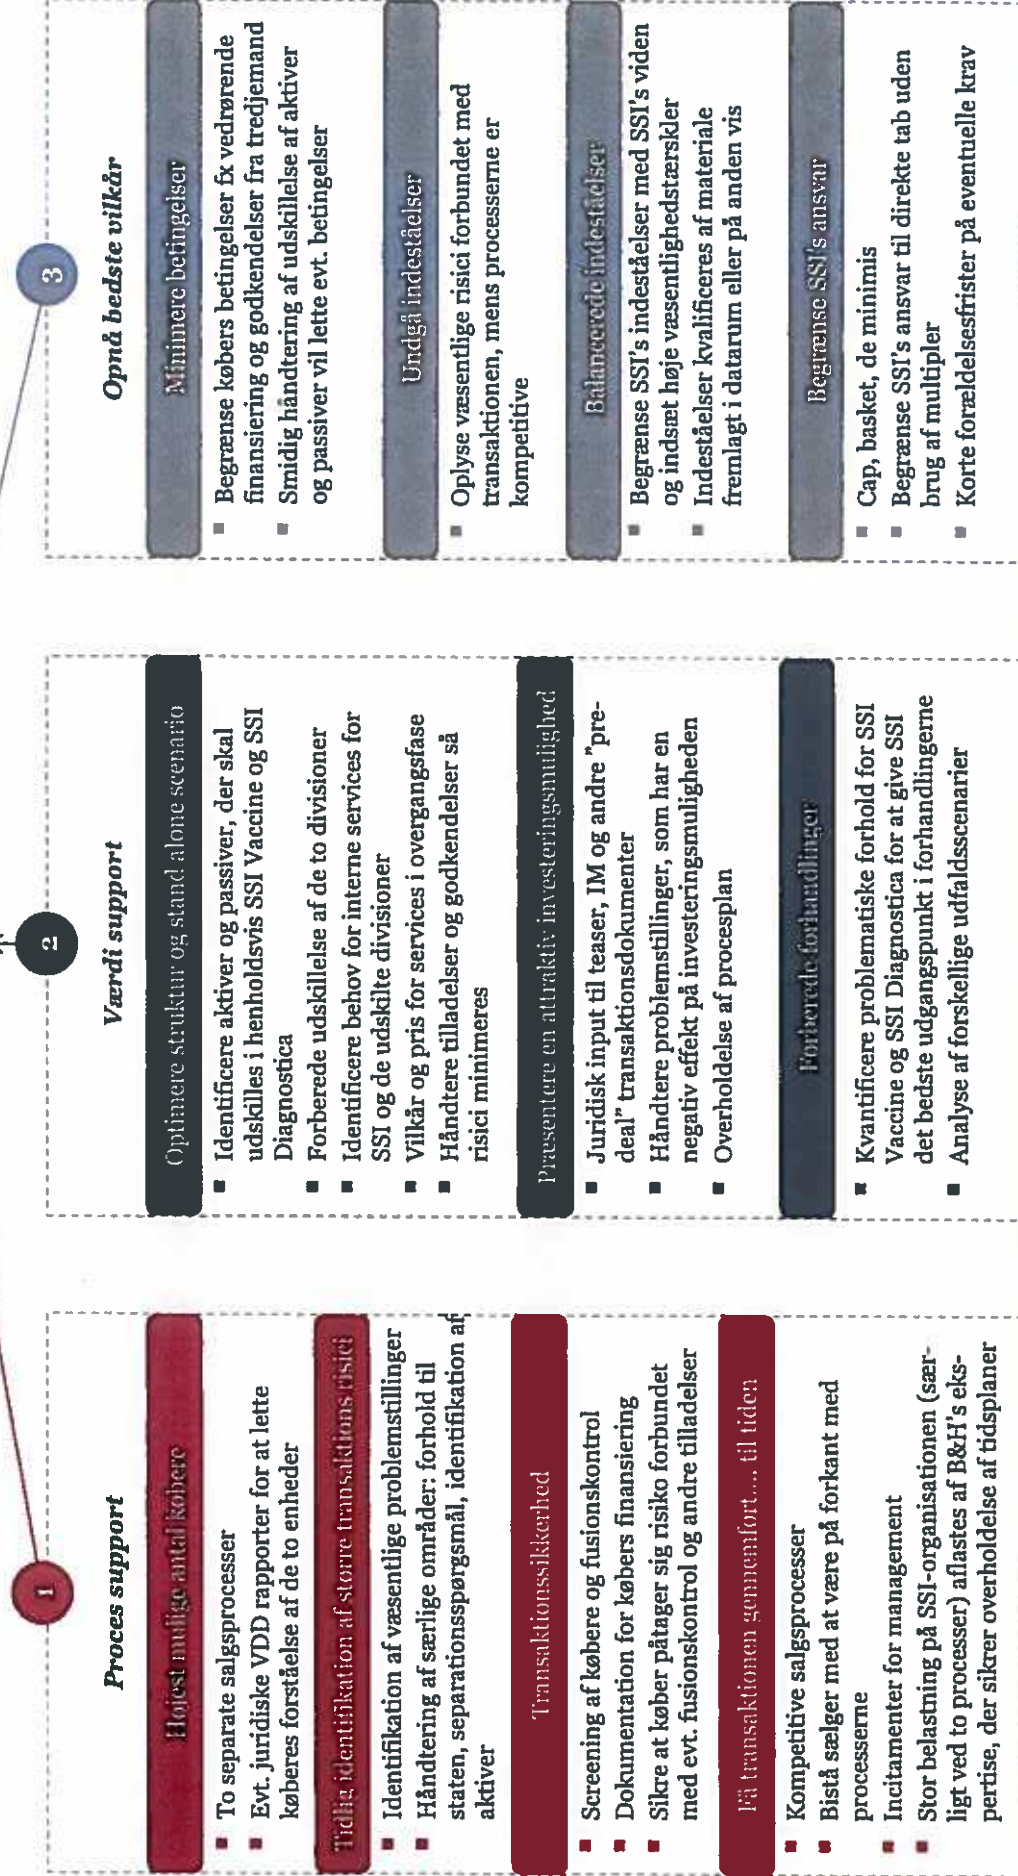 1
Proces support
Højest mulige antal købere
To separate salgsprocesser
Evt. juridiske VDD rapporter for at lette
køberes forståelse af de to enheder
Tidlig identifikation af større transaktions risici
Identifikation af væsentlige problemstillinger
Håndtering af særlige områder: forhold til
staten, separationsspørgsmål, identifikation af
aktiver
Transaktionssikkerhed
Screening af købere og fusionskontrol
Dokumentation for købers finansiering
Sikre at køber påtager sig risiko forbundet
med evt. fusionskontrol og andre tilladelser
Få transaktionen gennemført.... til tiden
Kompetitive salgsprocesser
Bistå sælger med at være på forkant med
processerne
Incitamenter for management
Stor belastning på SSI-organisationen (sær-
ligt ved to processer) aflastes af B&H's eks-
pertise, der sikrer overholdelse af tidsplaner
2
Værdi support
Optimere struktur og stand alone scenario
Identificere aktiver og passiver, der skal
udskilles i henholdsvis SSI Vaccine og SSI
Diagnostica
Forberede udskillelse af de to divisioner
Identificere behov for interne services for
SSI og de udskilte divisioner
Vilkår og pris for services i overgangsfase
Håndtere tilladelser og godkendelser så
risici minimeres
Præsentere en attraktiv investeringsmulighed
Juridisk input til teaser, IM og andre "pre-
deal" transaktionsdokumenter
Håndtere problemstillinger, som har en
negativ effekt på investeringsmuligheden
Overholdelse af procesplan
Forberede forhandlinger
Kvantificere problematiske forhold for SSI
Vaccine og SSI Diagnostica for at give SSI
det bedste udgangspunkt i forhandlingerne
Analyse af forskellige udfaldsscenarier
3
Opnå bedste vilkår
Minimere betingelser
Begrænse købers betingelser fx vedrørende
finansiering og godkendelser fra tredjemand
Smidig håndtering af udskillelse af aktiver
og passiver vil lette evt. betingelser
Undgå indeståelser
Oplyse væsentlige risici forbundet med
transaktionen, mens processerne er
kompetitive
Balancerede indeståelser
Begrænse SSI's indeståelser med SSI's viden
og indsæt høje væsentlighedstærskler
Indeståelser kvalificeres af materiale
fremlagt i datarum eller på anden vis
Begrænse SSI's ansvar
Cap, basket, de minimis
Begrænse SSI's ansvar til direkte tab uden
brug af multipler
Korte forældelsesfrister på eventuelle krav